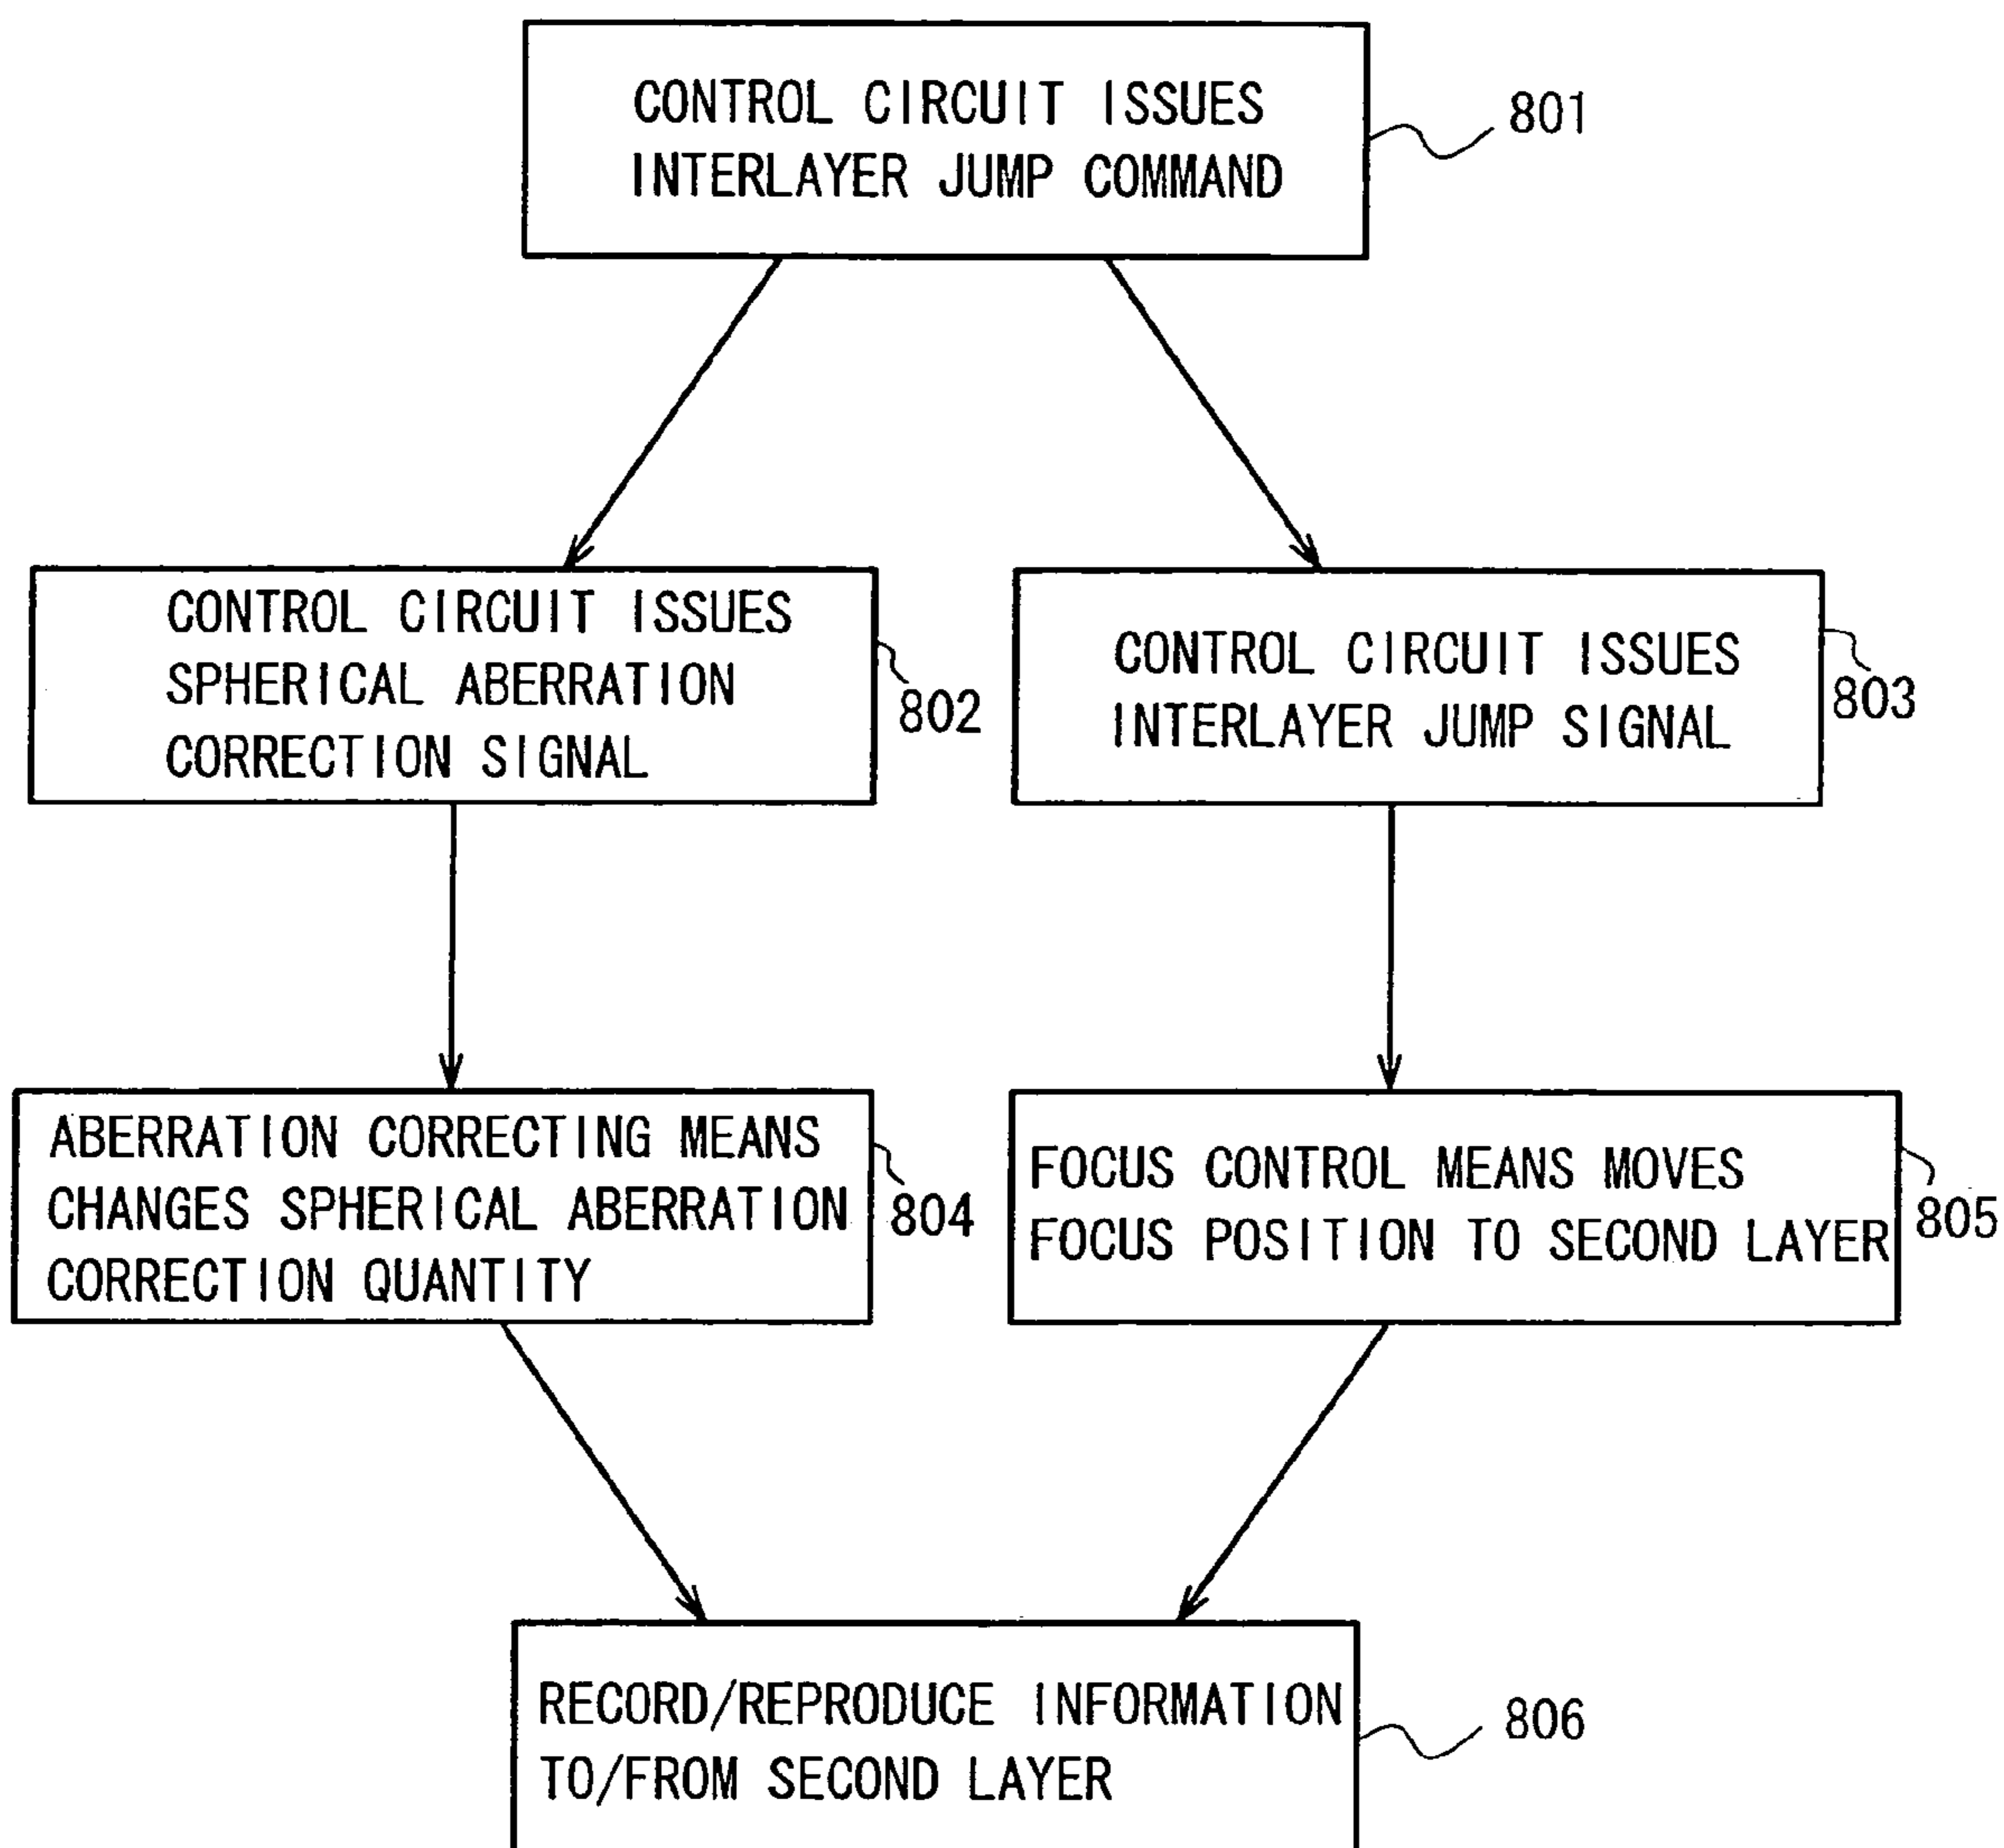 CONTROL CIRCUIT ISSUES
INTERLAYER JUMP COMMAND
801
CONTROL CIRCUIT ISSUES
SPHERICAL ABERRATION
CORRECTION SIGNAL
802
CONTROL CIRCUIT ISSUES
INTERLAYER JUMP SIGNAL
803
ABERRATION CORRECTING MEANS
CHANGES SPHERICAL ABERRATION
CORRECTION QUANTITY
804
FOCUS CONTROL MEANS MOVES
FOCUS POSITION TO SECOND LAYER
805
RECORD/REPRODUCE INFORMATION
TO/FROM SECOND LAYER
806